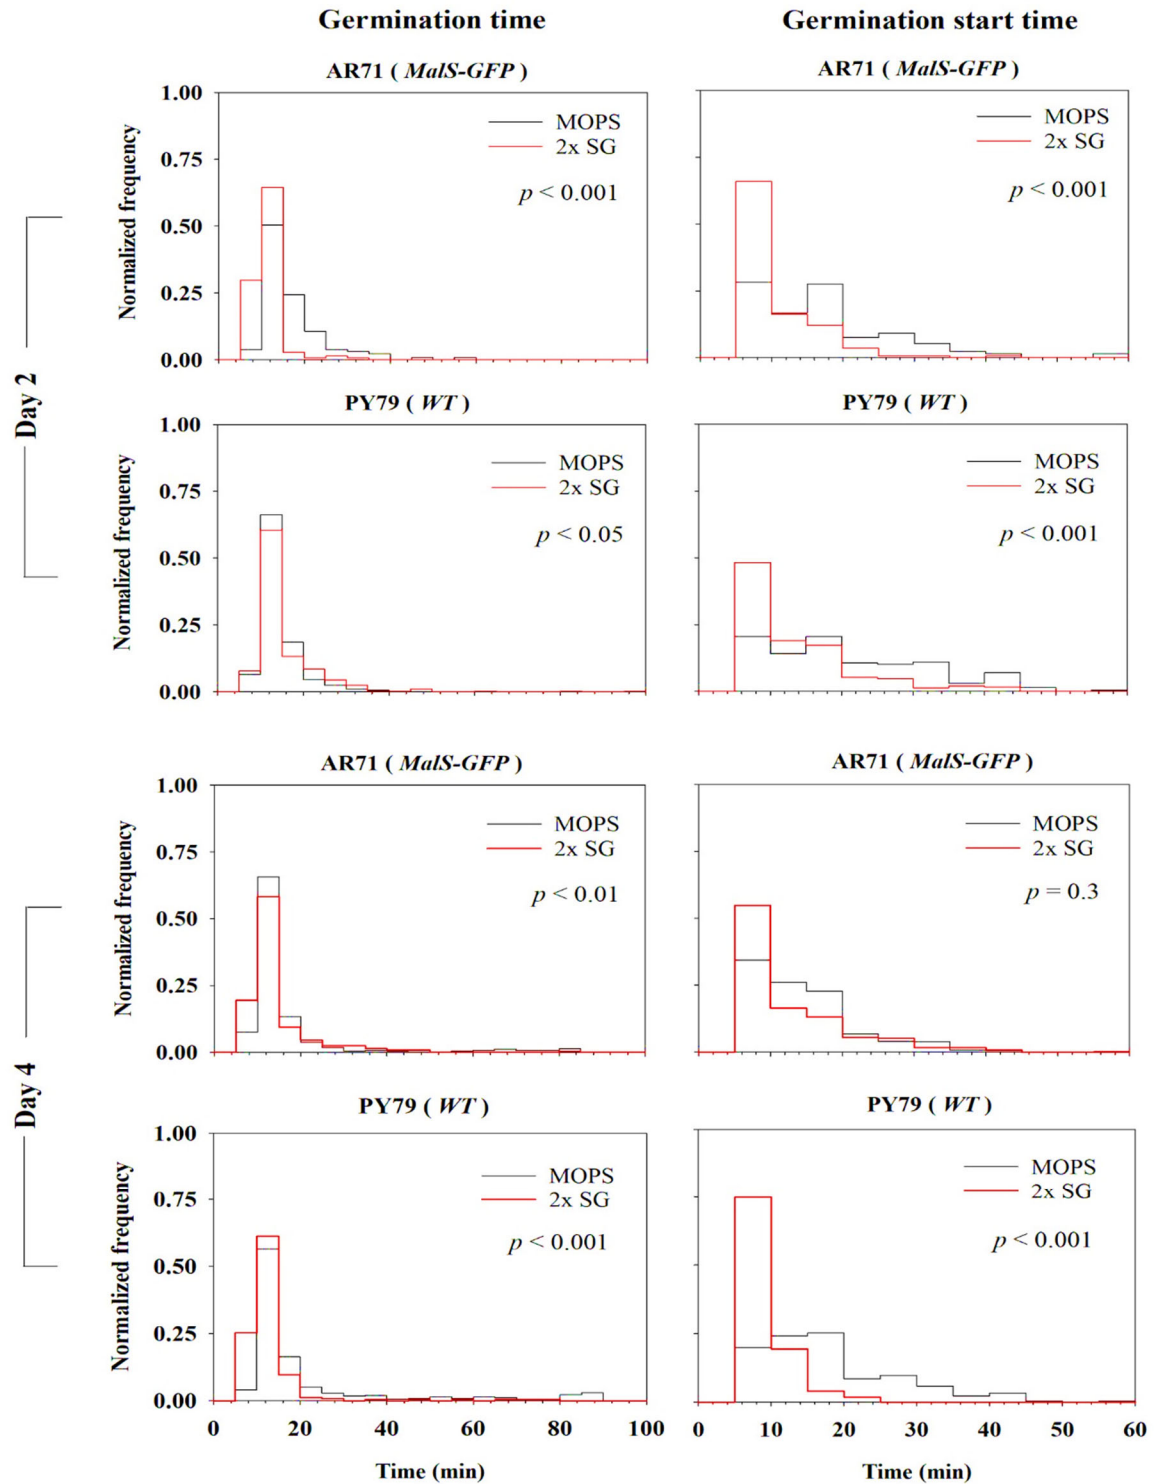 Germination time
Germination start time
AR71 ( MalS-GFP )
AR71 ( MalS-GFP )
1.00
0.75
0.50
0.25
0.00
Normalized frequency
MOPS
2x SG
p < 0.001
MOPS
2x SG
p < 0.001
Day 2
PY79 ( WT )
PY79 ( WT )
1.00
0.75
0.50
0.25
0.00
Normalized frequency
MOPS
2x SG
p < 0.05
MOPS
2x SG
p < 0.001
AR71 ( MalS-GFP )
AR71 ( MalS-GFP )
1.00
0.75
0.50
0.25
0.00
Normalized frequency
MOPS
2x SG
p < 0.01
MOPS
2x SG
p = 0.3
Day 4
PY79 ( WT )
PY79 ( WT )
1.00
0.75
0.50
0.25
0.00
Normalized frequency
MOPS
2x SG
p < 0.001
MOPS
2x SG
p < 0.001
0 20 40 60 80 100
0 10 20 30 40 50 60
Time (min)
Time (min)